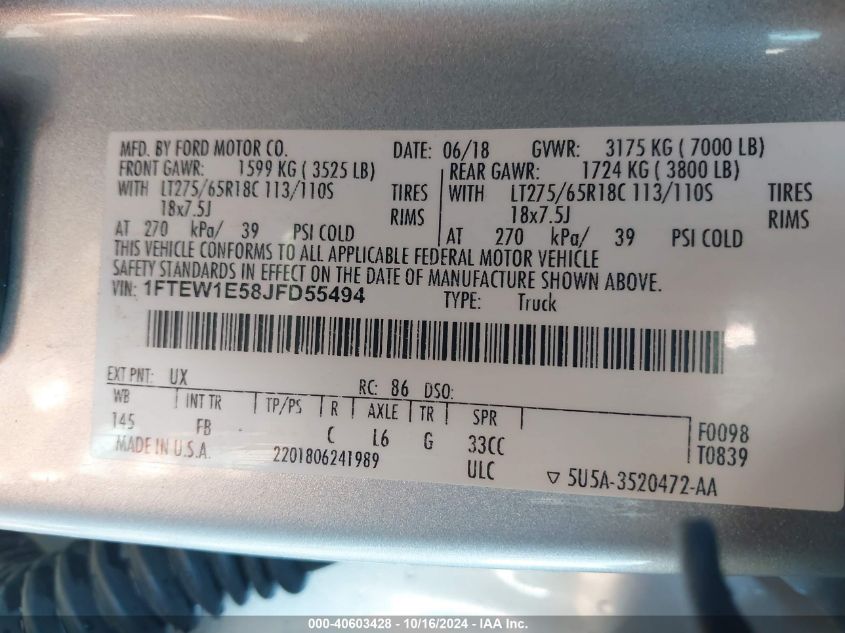 MFD. BY FORD MOTOR CO. DATE: 06/18 GVWR: 3175 KG ( 7000 LB)
FRONT GAWR: 1599 KG ( 3525 LB) REAR GAWR: 1724 KG ( 3800 LB)
WITH LT275/65R18C 113/110S TIRES WITH LT275/65R18C 113/110S TIRES
18x7.5J RIMS 18x7.5J RIMS
AT 270 kPa/ 39 PSI COLD AT 270 kPa/ 39 PSI COLD
THIS VEHICLE CONFORMS TO ALL APPLICABLE FEDERAL MOTOR VEHICLE
SAFETY STANDARDS IN EFFECT ON THE DATE OF MANUFACTURE SHOWN ABOVE.
VIN: 1FTEW1E58JFD55494 TYPE: Truck
EXT PNT: UX RC: 86 DSO:
WB INT TR TP/PS R AXLE TR SPR
145 FB C L6 G 33CC F0098
MADE IN U.S.A. 2201806241989 ULC T0839
5U5A-3520472-AA
000-40603428 - 10/16/2024 - IAA Inc.